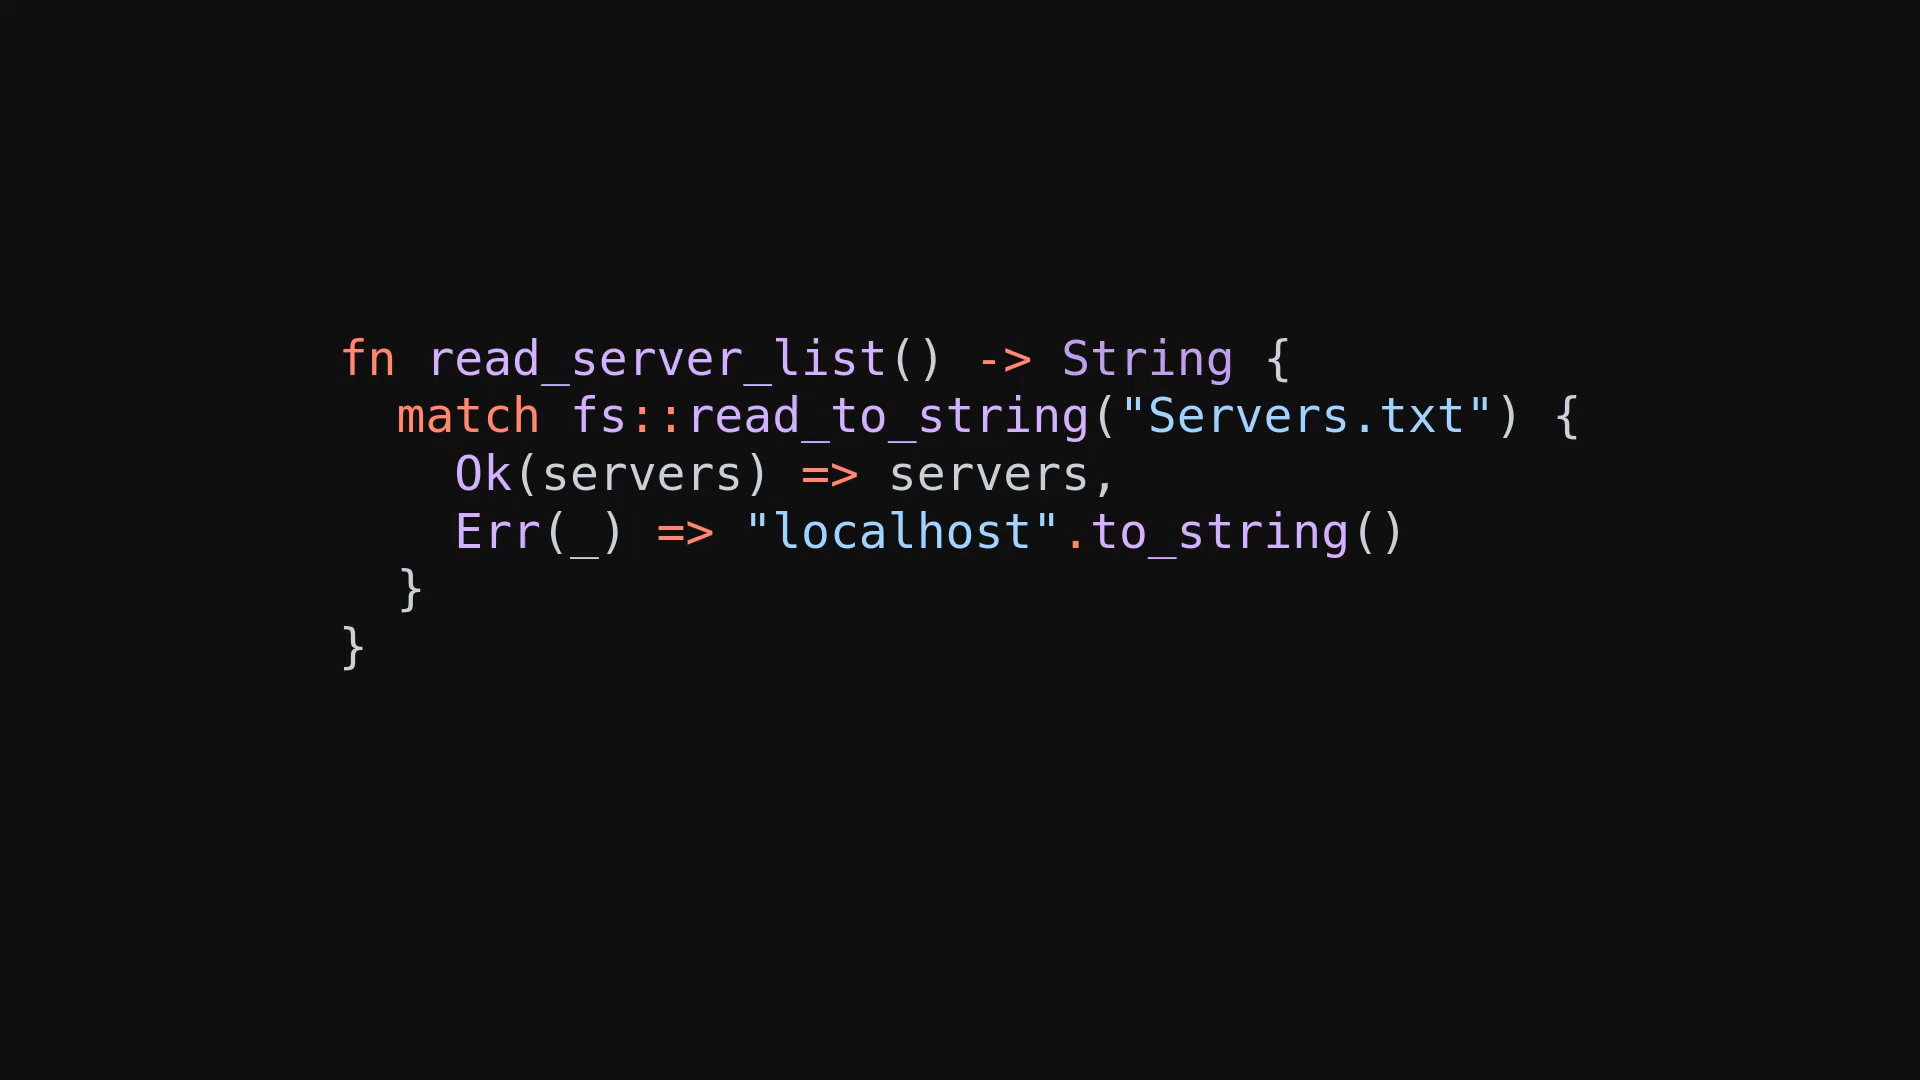 fn read_server_list() -> String {
  match fs::read_to_string("Servers.txt") {
    Ok(servers) => servers,
    Err(_) => "localhost".to_string()
  }
}